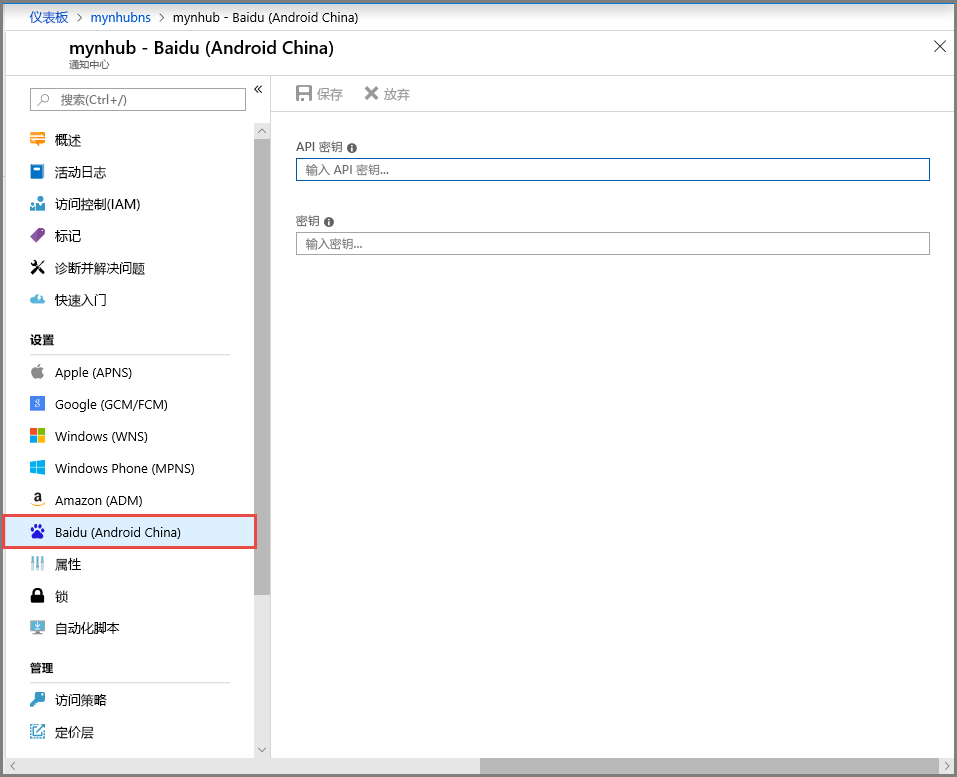 仪表板 > mynhubns > mynhub - Baidu (Android China)
mynhub - Baidu (Android China)
通知中心
搜索(Ctrl+/)
概述
活动日志
访问控制(IAM)
标记
诊断并解决问题
快速入门
设置
Apple (APNS)
Google (GCM/FCM)
Windows (WNS)
Windows Phone (MPNS)
Amazon (ADM)
Baidu (Android China)
属性
锁
自动化脚本
管理
访问策略
定价层
保存 放弃
API 密钥
输入 API 密钥...
密钥
输入密钥...